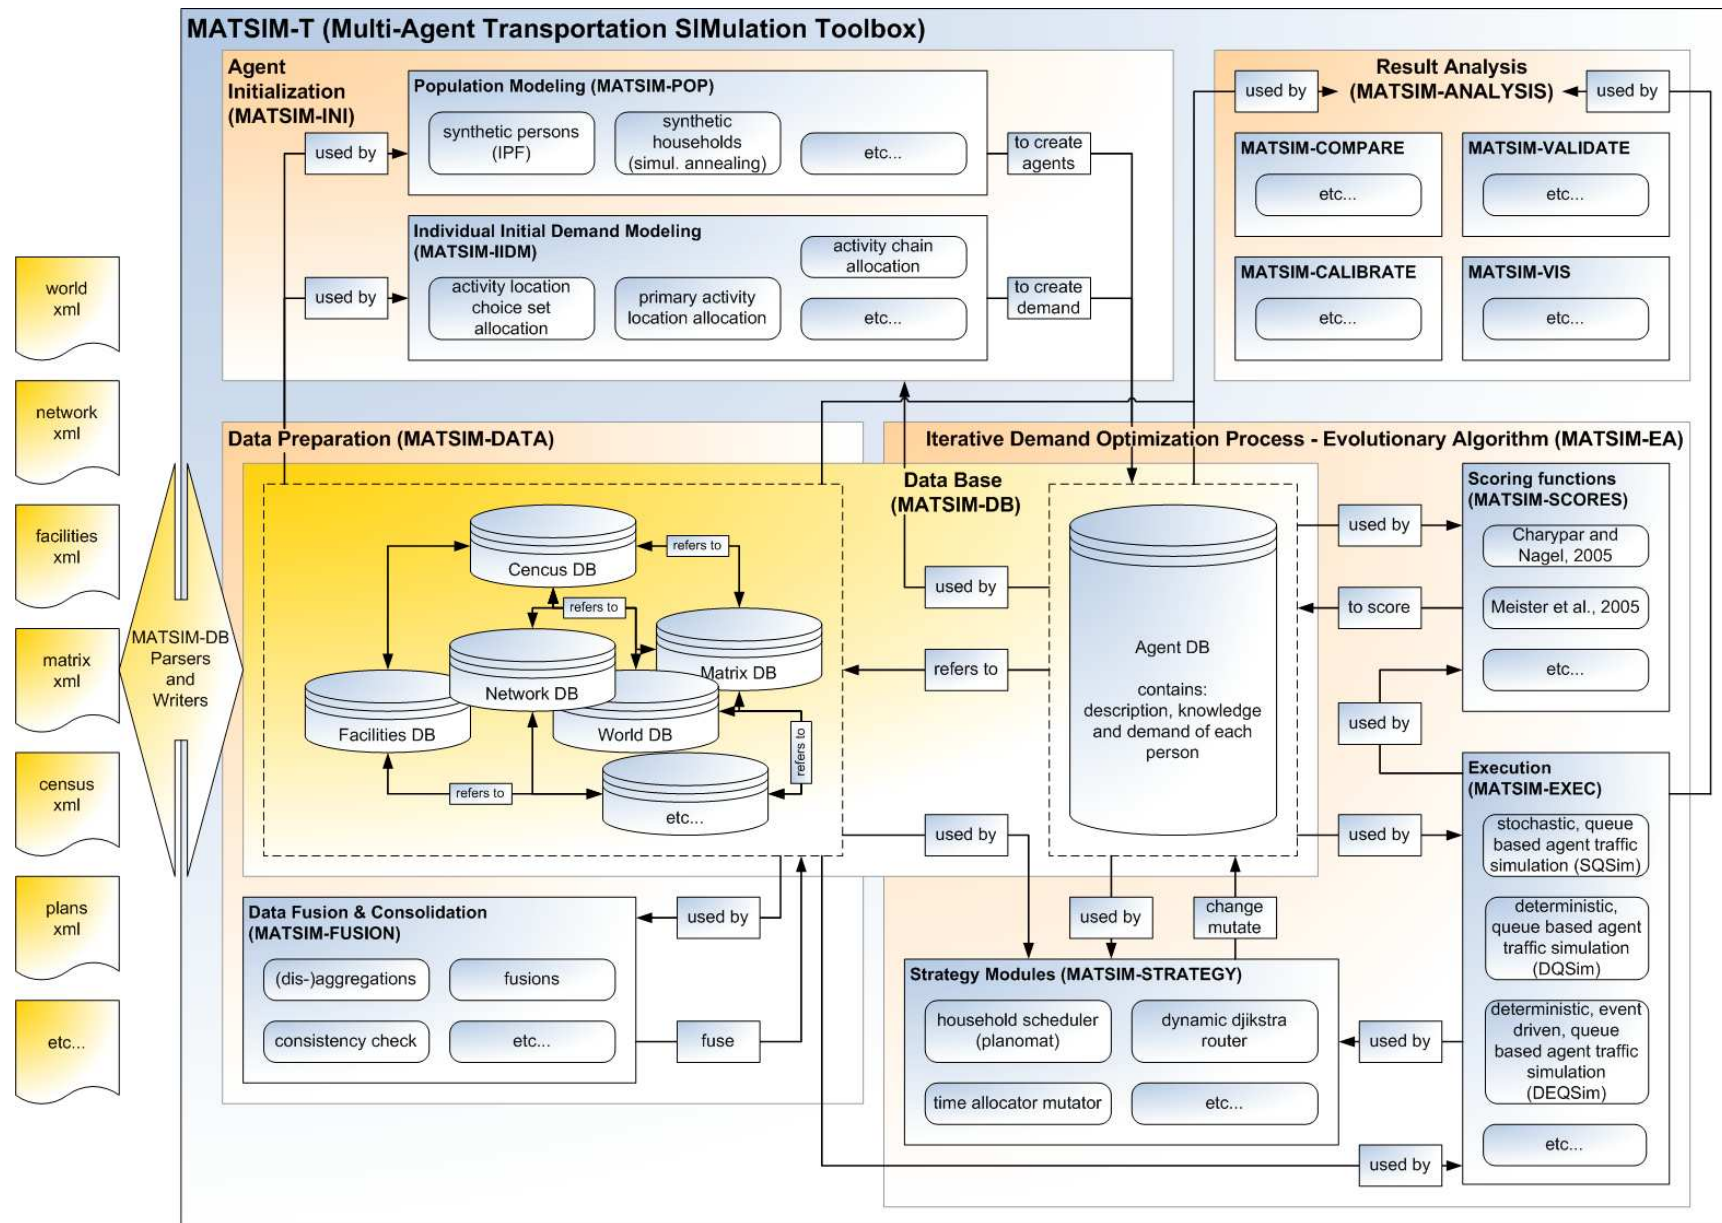 MATSIM-T (Multi-Agent Transportation SIMulation Toolbox)
Agent
Initialization
(MATSIM-INI)
Population Modeling (MATSIM-POP)
synthetic persons
(IPF)
synthetic
households
(simul. annealing)
etc...
used by
to create
agents
Individual Initial Demand Modeling
(MATSIM-IIDM)
activity chain
allocation
activity location
choice set
allocation
primary activity
location allocation
etc...
used by
to create
demand
Result Analysis
(MATSIM-ANALYSIS)
used by
used by
MATSIM-COMPARE
etc...
MATSIM-VALIDATE
etc...
MATSIM-CALIBRATE
etc...
MATSIM-VIS
etc...
world
xml
network
xml
facilities
xml
matrix
xml
census
xml
plans
xml
etc...
MATSIM-DB
Parsers
and
Writers
Data Preparation (MATSIM-DATA)
Data Base
(MATSIM-DB)
Cencus DB
refers to
refers to
Network DB
Matrix DB
Facilities DB
World DB
refers to
refers to
etc...
used by
refers to
used by
Agent DB
contains:
description, knowledge
and demand of each
person
Data Fusion & Consolidation
(MATSIM-FUSION)
(dis-)aggregations
fusions
consistency check
etc...
used by
fuse
Iterative Demand Optimization Process - Evolutionary Algorithm (MATSIM-EA)
Scoring functions
(MATSIM-SCORES)
Charypar and
Nagel, 2005
Meister et al., 2005
etc...
used by
to score
used by
used by
Execution
(MATSIM-EXEC)
stochastic, queue
based agent traffic
simulation (SQSim)
deterministic,
queue based agent
traffic simulation
(DQSim)
deterministic, event
driven, queue
based agent traffic
simulation
(DEQSim)
etc...
used by
change
mutate
Strategy Modules (MATSIM-STRATEGY)
household scheduler
(planomat)
dynamic djikstra
router
time allocator mutator
etc...
used by
used by